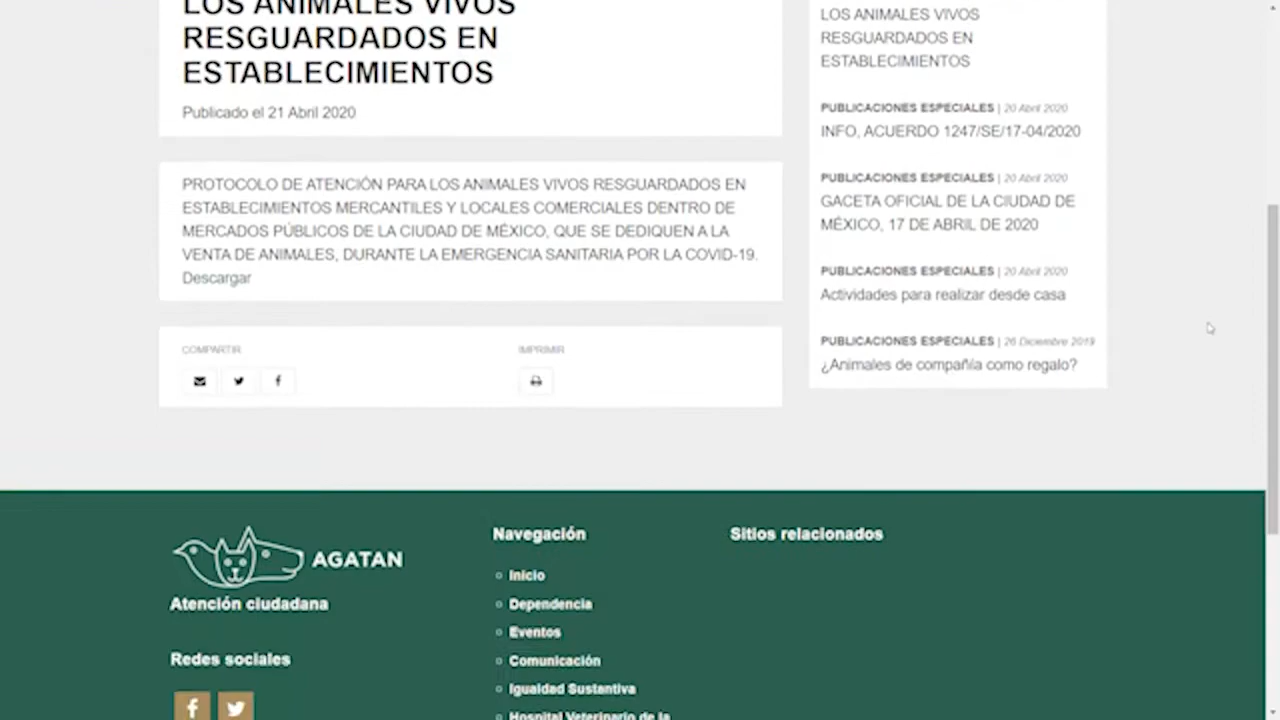 LOS ANIMALES VIVOS
RESGUARDADOS EN
ESTABLECIMIENTOS
Publicado el 21 Abril 2020
PROTOCOLO DE ATENCIÓN PARA LOS ANIMALES VIVOS RESGUARDADOS EN
ESTABLECIMIENTOS MERCANTILES Y LOCALES COMERCIALES DENTRO DE
MERCADOS PÚBLICOS DE LA CIUDAD DE MÉXICO, QUE SE DEDIQUEN A LA
VENTA DE ANIMALES, DURANTE LA EMERGENCIA SANITARIA POR LA COVID-19.
Descargar
COMPARTIR
IMPRIMIR
LOS ANIMALES VIVOS
RESGUARDADOS EN
ESTABLECIMIENTOS
PUBLICACIONES ESPECIALES | 20 Abril 2020
INFO, ACUERDO 1247/SE/17-04/2020
PUBLICACIONES ESPECIALES | 20 Abril 2020
GACETA OFICIAL DE LA CIUDAD DE
MÉXICO, 17 DE ABRIL DE 2020
PUBLICACIONES ESPECIALES | 20 Abril 2020
Actividades para realizar desde casa
PUBLICACIONES ESPECIALES | 26 Diciembre 2019
¿Animales de compañía como regalo?
AGATAN
Atención ciudadana
Redes sociales
Navegación
Inicio
Dependencia
Eventos
Comunicación
Igualdad Sustantiva
Hospital Veterinario de la
Sitios relacionados